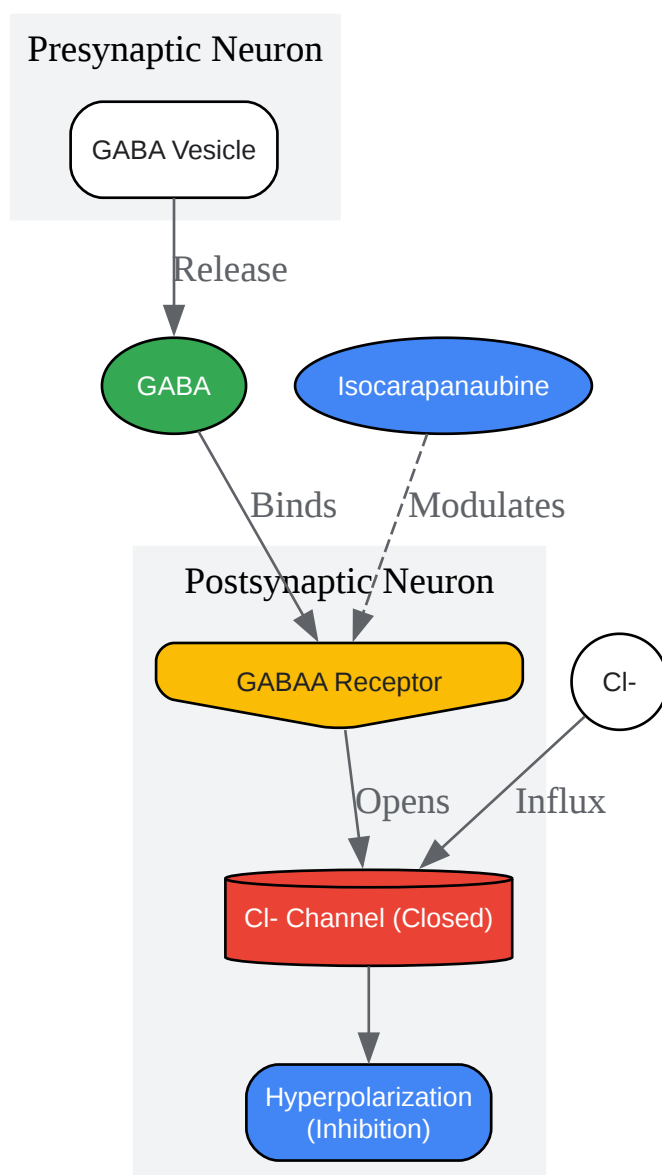 Presynaptic Neuron
GABA Vesicle
Release
GABA
Isocarapanaubine
Binds
Modulates
Postsynaptic Neuron
GABAA Receptor
Cl-
Opens
Influx
Cl- Channel (Closed)
Hyperpolarization
(Inhibition)